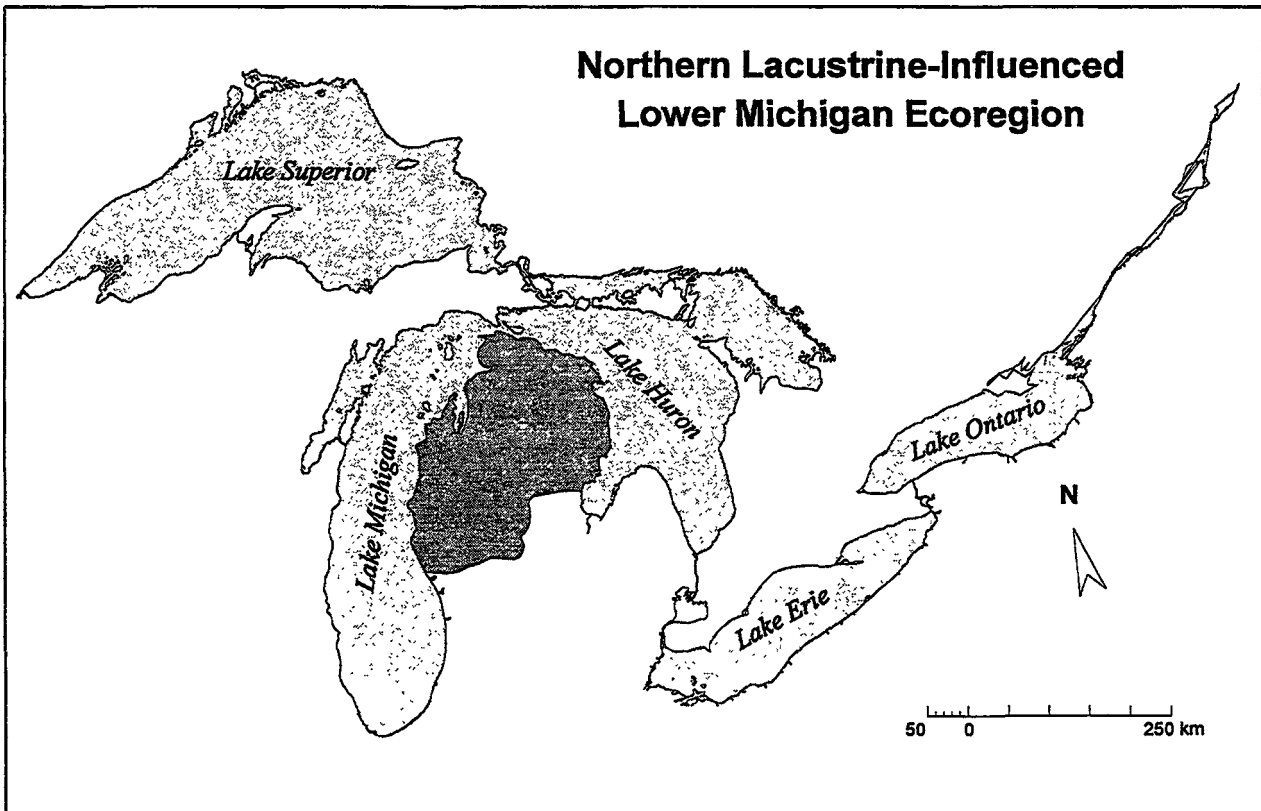 Northern Lacustrine-Influenced
Lower Michigan Ecoregion
Lake Superior
Lake Huron
Lake Michigan
Lake Ontario
N
Lake Erie
50 0 250 km